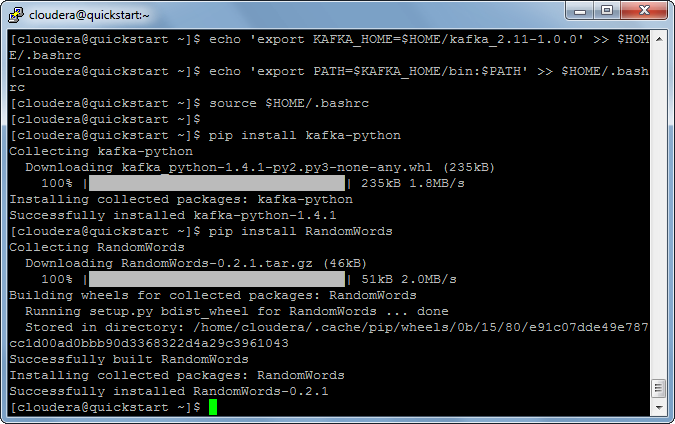 cloudera@quickstart:~
[cloudera@quickstart ~]$ echo 'export KAFKA_HOME=$HOME/kafka_2.11-1.0.0' >> $HOM
E/.bashrc
[cloudera@quickstart ~]$ echo 'export PATH=$KAFKA_HOME/bin:$PATH' >> $HOME/.bash
rc
[cloudera@quickstart ~]$ source $HOME/.bashrc
[cloudera@quickstart ~]$
[cloudera@quickstart ~]$ pip install kafka-python
Collecting kafka-python
  Downloading kafka_python-1.4.1-py2.py3-none-any.whl (235kB)
    100% |████████████████████████████████| 235kB 1.8MB/s
Installing collected packages: kafka-python
Successfully installed kafka-python-1.4.1
[cloudera@quickstart ~]$ pip install RandomWords
Collecting RandomWords
  Downloading RandomWords-0.2.1.tar.gz (46kB)
    100% |████████████████████████████████| 51kB 2.0MB/s
Building wheels for collected packages: RandomWords
  Running setup.py bdist_wheel for RandomWords ... done
  Stored in directory: /home/cloudera/.cache/pip/wheels/0b/15/80/e91c07dde49e787
cc1d00ad0bbb90d3368322d4a29c3961043
Successfully built RandomWords
Installing collected packages: RandomWords
Successfully installed RandomWords-0.2.1
[cloudera@quickstart ~]$